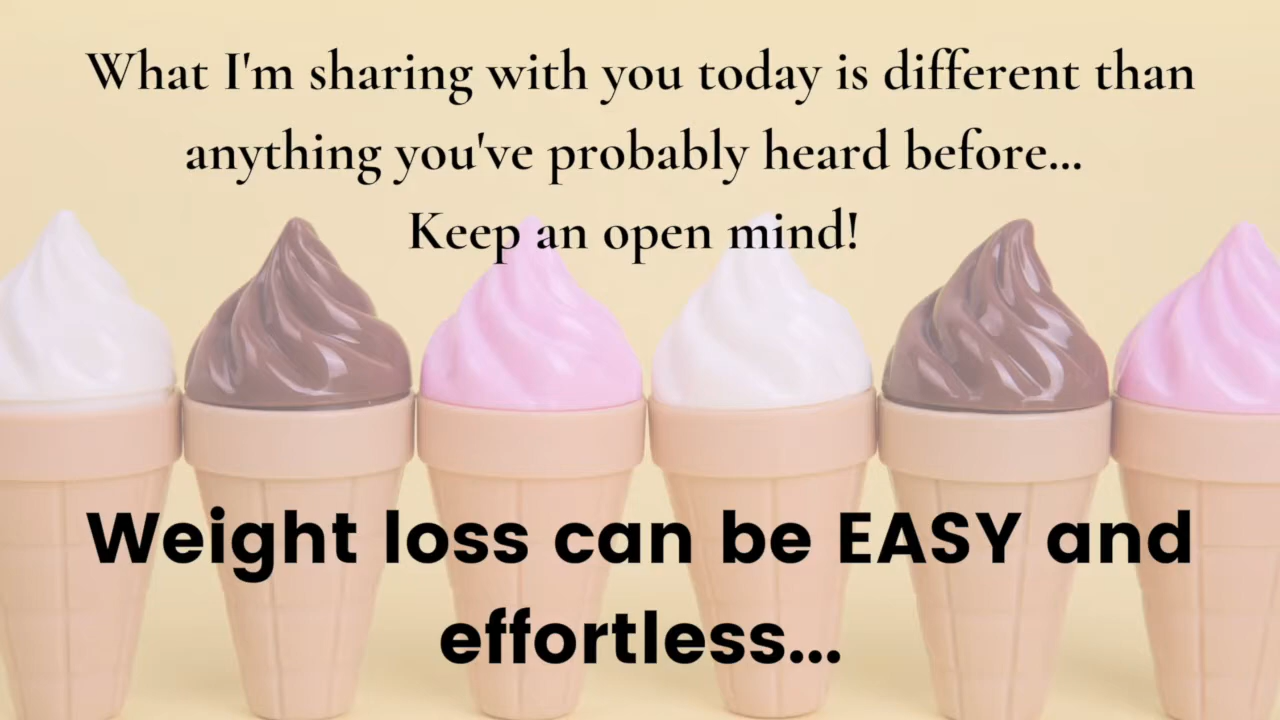 What I'm sharing with you today is different than
anything you've probably heard before...
Keep an open mind!
Weight loss can be EASY and
effortless...